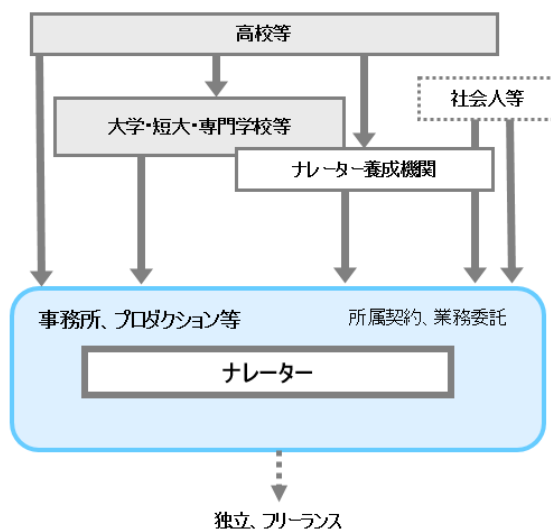 高校等
社会人等
大学・短大・専門学校等
ナレーター養成機関
事務所、プロダクション等
所属契約、業務委託
ナレーター
独立、フリーランス